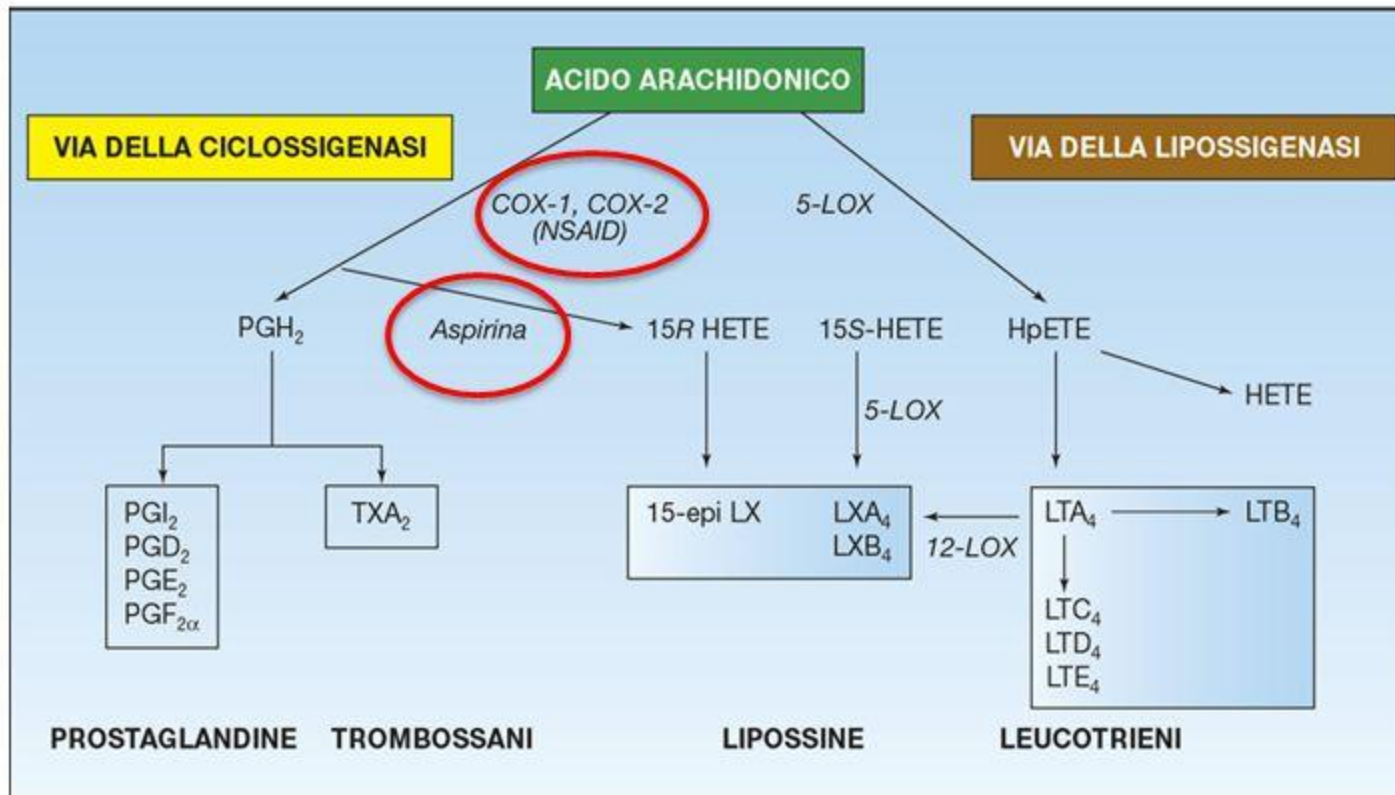 ACIDO ARACHIDONICO
VIA DELLA CICLOSSIGENASI
VIA DELLA LIPOSSIGENASI
COX-1, COX-2
(NSAID)
5-LOX
PGH₂
Aspirina
15R HETE
15S-HETE
HpETE
HETE
5-LOX
PGI₂
PGD₂
PGE₂
PGF₂α
TXA₂
15-epi LX
LXA₄
LXB₄
12-LOX
LTA₄
LTB₄
LTC₄
LTD₄
LTE₄
PROSTAGLANDINE
TROMBOSSANI
LIPOSSINE
LEUCOTRIENI